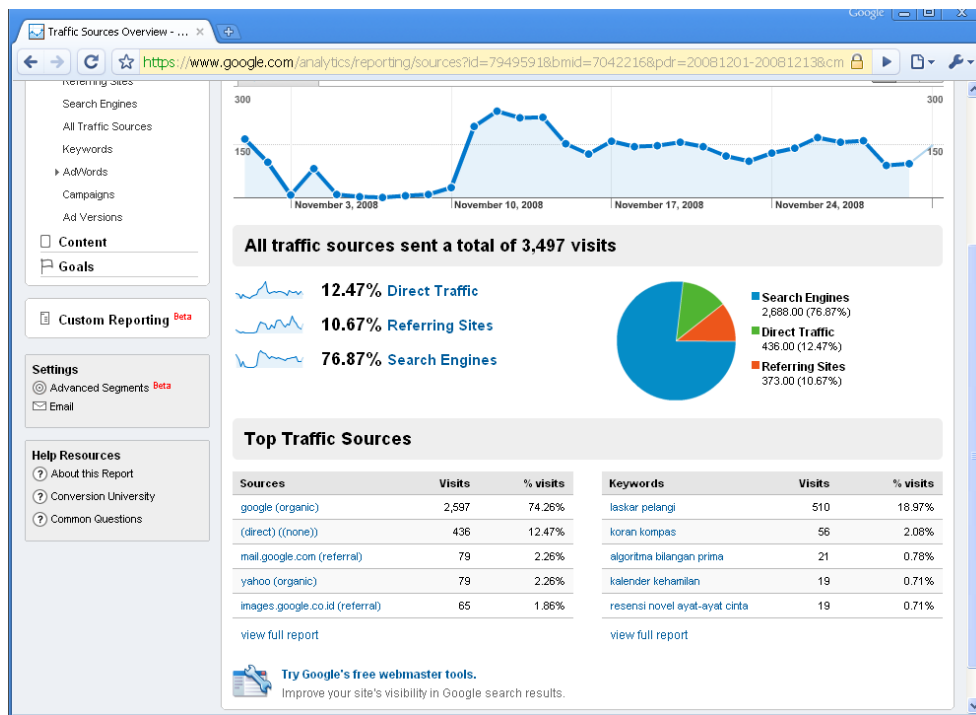 Google
Traffic Sources Overview - ...
https://www.google.com/analytics/reporting/sources?id=7949591&bmid=7042216&pdr=20081201-20081213&cm
Referring Sites
Search Engines
All Traffic Sources
Keywords
AdWords
Campaigns
Ad Versions
Content
Goals
Custom Reporting Beta
Settings
Advanced Segments Beta
Email
Help Resources
About this Report
Conversion University
Common Questions
300 300
150 150
November 3, 2008 November 10, 2008 November 17, 2008 November 24, 2008
All traffic sources sent a total of 3,497 visits
12.47% Direct Traffic
10.67% Referring Sites
76.87% Search Engines
Search Engines
2,688.00 (76.87%)
Direct Traffic
436.00 (12.47%)
Referring Sites
373.00 (10.67%)
Top Traffic Sources
Sources Visits % visits
google (organic) 2,597 74.26%
(direct) ((none)) 436 12.47%
mail.google.com (referral) 79 2.26%
yahoo (organic) 79 2.26%
images.google.co.id (referral) 65 1.86%
view full report
Keywords Visits % visits
laskar pelangi 510 18.97%
koran kompas 56 2.08%
algoritma bilangan prima 21 0.78%
kalender kehamilan 19 0.71%
resensi novel ayat-ayat cinta 19 0.71%
view full report
Try Google's free webmaster tools.
Improve your site's visibility in Google search results.